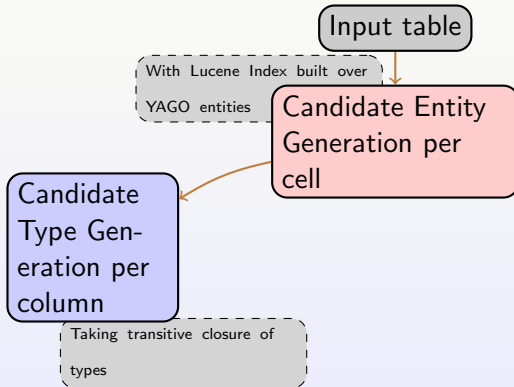 Input table
With Lucene Index built over
YAGO entities
Candidate Entity
Generation per
cell
Candidate
Type Gen-
eration per
column
Taking transitive closure of
types